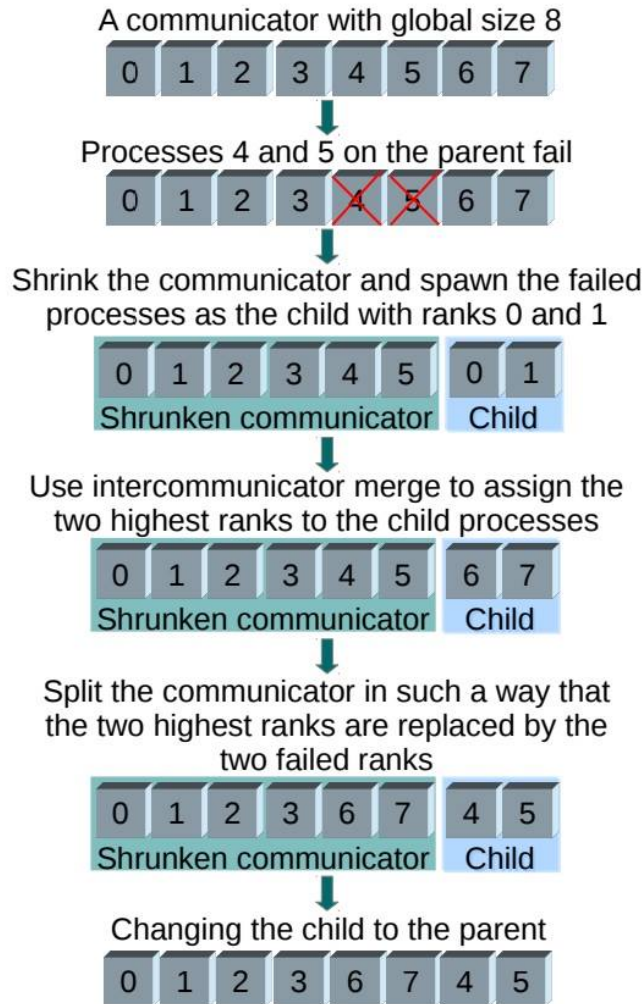 A communicator with global size 8
0 1 2 3 4 5 6 7
Processes 4 and 5 on the parent fail
0 1 2 3 4 5 6 7
Shrink the communicator and spawn the failed
processes as the child with ranks 0 and 1
0 1 2 3 4 5 0 1
Shrunken communicator Child
Use intercommunicator merge to assign the
two highest ranks to the child processes
0 1 2 3 4 5 6 7
Shrunken communicator Child
Split the communicator in such a way that
the two highest ranks are replaced by the
two failed ranks
0 1 2 3 6 7 4 5
Shrunken communicator Child
Changing the child to the parent
0 1 2 3 6 7 4 5